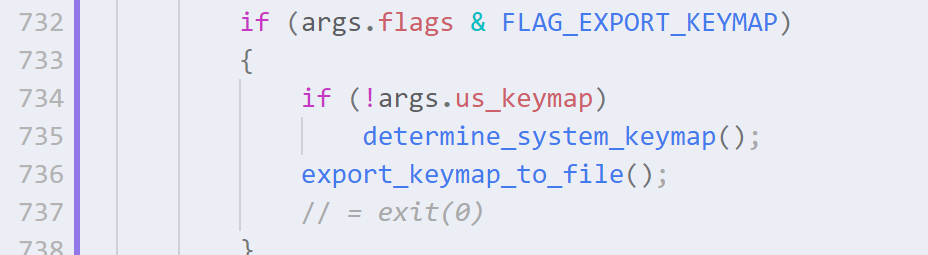 732 if (args.flags & FLAG_EXPORT_KEYMAP)
733 {
734 if (!args.us_keymap)
735 determine_system_keymap();
736 export_keymap_to_file();
737 // = exit(0)
738 }